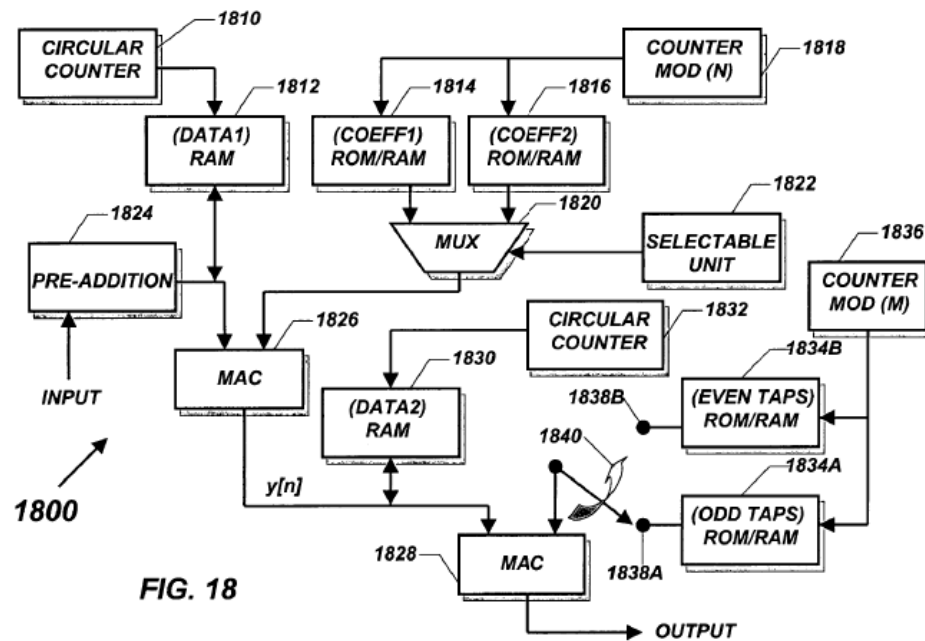 1810
CIRCULAR
COUNTER
1812
(DATA1)
RAM
1814
(COEFF1)
ROM/RAM
1816
(COEFF2)
ROM/RAM
COUNTER
MOD (N)
1818
1820
MUX
1822
SELECTABLE
UNIT
1824
PRE-ADDITION
INPUT
1826
MAC
1830
(DATA2)
RAM
CIRCULAR
COUNTER
1832
1836
COUNTER
MOD (M)
1834B
(EVEN TAPS)
ROM/RAM
1838B
1840
1834A
(ODD TAPS)
ROM/RAM
1838A
y[n]
1800
1828
MAC
OUTPUT
FIG. 18